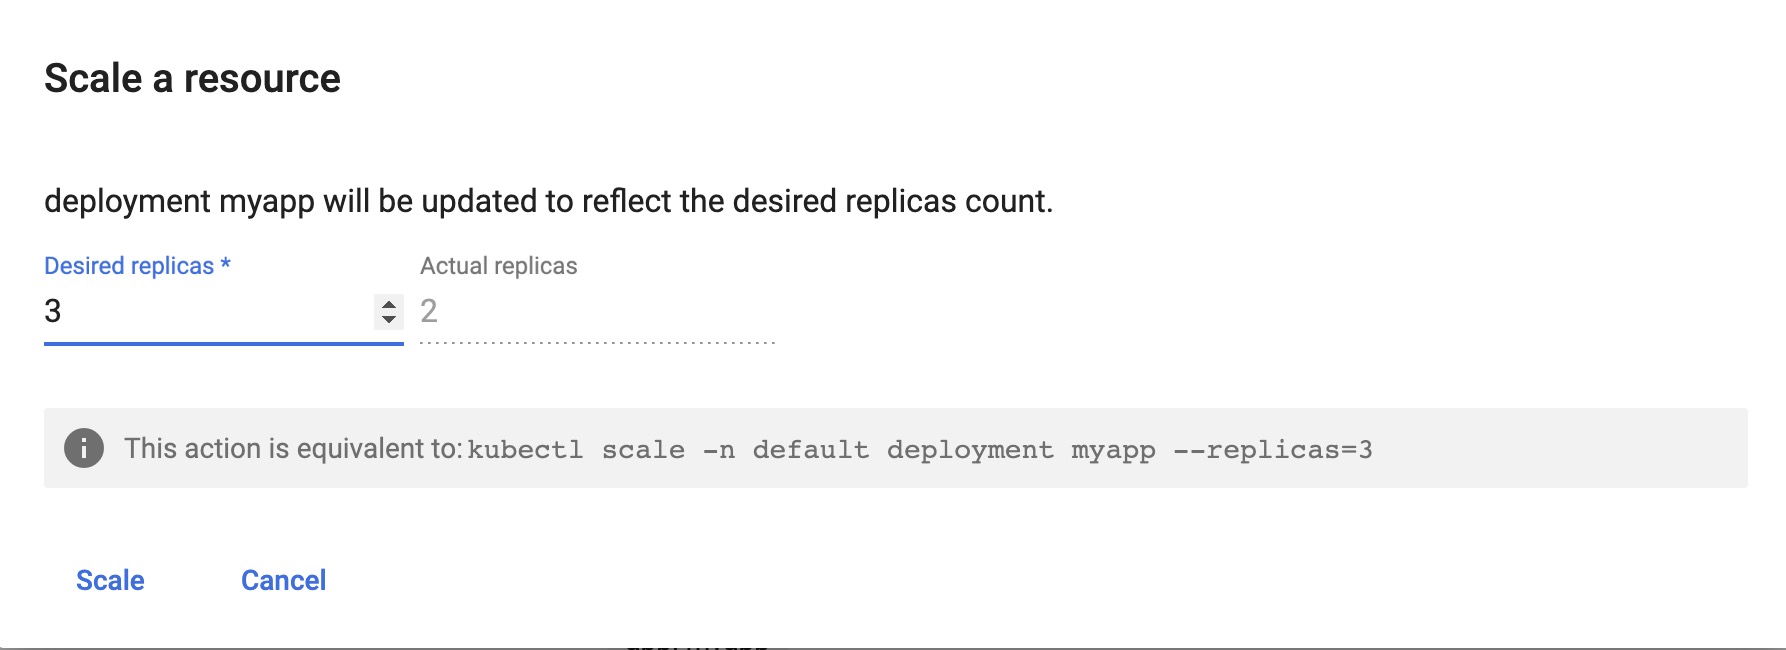 Scale a resource
deployment myapp will be updated to reflect the desired replicas count.
Desired replicas * Actual replicas
3 2
i This action is equivalent to: kubectl scale -n default deployment myapp --replicas=3
Scale Cancel